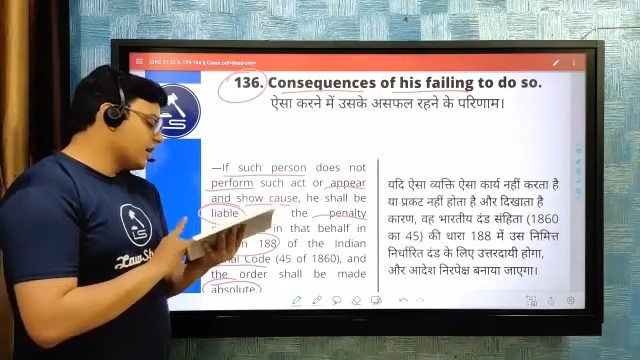 CrPC 21-22 S. 129-144 & Cases.pdf • Read-only •
136. Consequences of his failing to do so.
ऐसा करने में उसके असफल रहने के परिणाम।
LS
—If such person does not
perform such act or appear
and show cause, he shall be
liable the penalty
in that behalf in
188 of the Indian
Code (45 of 1860), and
the order shall be made
absolute.
यदि ऐसा व्यक्ति ऐसा कार्य नहीं करता है
या प्रकट नहीं होता है और दिखाता है
कारण, वह भारतीय दंड संहिता (1860
का 45) की धारा 188 में उस निमित्त
निर्धारित दंड के लिए उत्तरदायी होगा,
और आदेश निरपेक्ष बनाया जाएगा।
LS